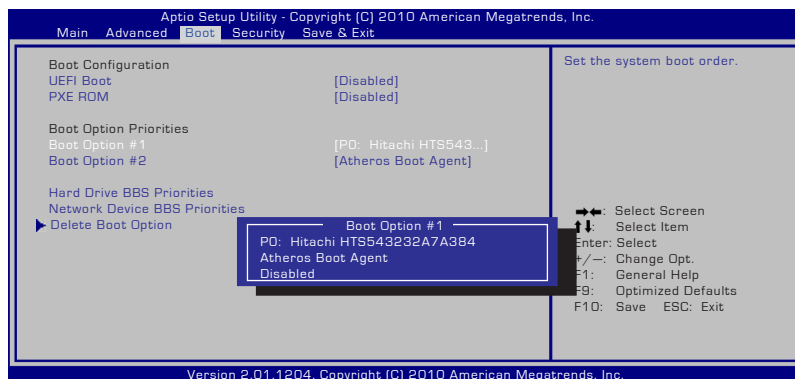 Aptio Setup Utility - Copyright (C) 2010 American Megatrends, Inc.
Main Advanced Boot Security Save & Exit
Boot Configuration
UEFI Boot [Disabled]
PXE ROM [Disabled]
Boot Option Priorities
Boot Option #1 [P0: Hitachi HTS543...]
Boot Option #2 [Atheros Boot Agent]
Hard Drive BBS Priorities
Network Device BBS Priorities
Delete Boot Option
Boot Option #1
P0: Hitachi HTS543232A7A384
Atheros Boot Agent
Disabled
Set the system boot order.
→←: Select Screen
↑↓: Select Item
Enter: Select
+/—: Change Opt.
F1: General Help
F9: Optimized Defaults
F10: Save ESC: Exit
Version 2.01.1204. Copyright (C) 2010 American Megatrends, Inc.